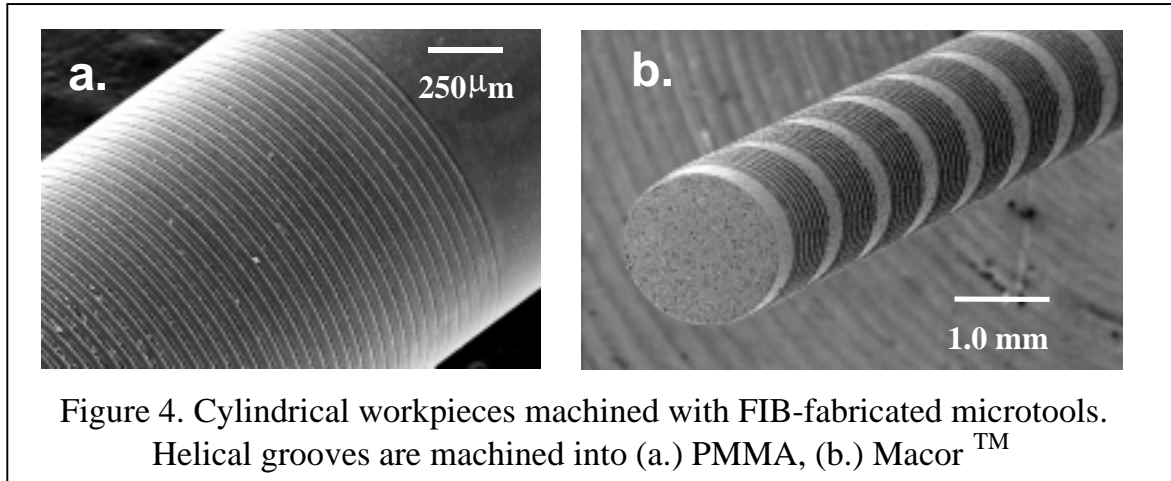 a.
250μm
b.
1.0 mm
Figure 4. Cylindrical workpieces machined with FIB-fabricated microtools.
Helical grooves are machined into (a.) PMMA, (b.) Macor TM